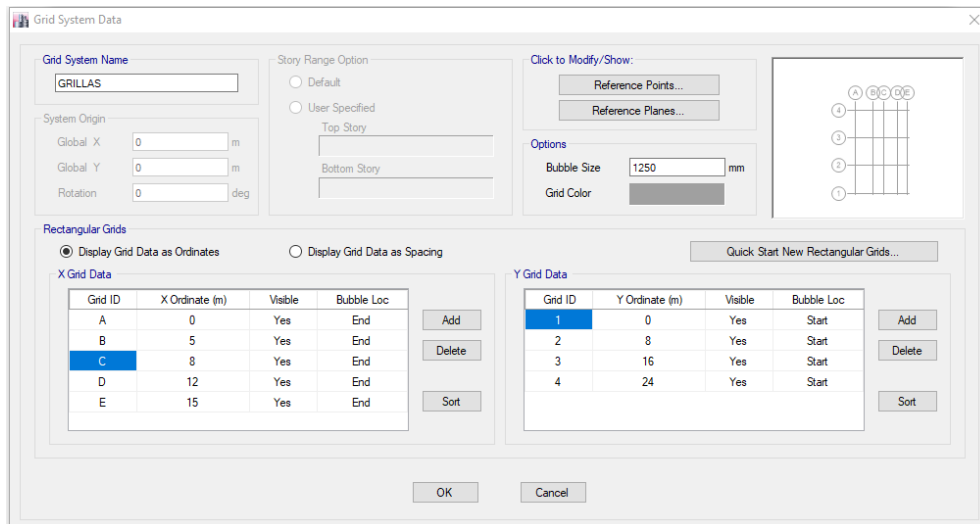 Grid System Data
Grid System Name
GRILLAS
System Origin
Global X 0 m
Global Y 0 m
Rotation 0 deg
Story Range Option
Default
User Specified
Top Story
Bottom Story
Click to Modify/Show:
Reference Points...
Reference Planes...
Options
Bubble Size 1250 mm
Grid Color
A B C D E
4
3
2
1
Rectangular Grids
Display Grid Data as Ordinates Display Grid Data as Spacing Quick Start New Rectangular Grids...
X Grid Data
Grid ID X Ordinate (m) Visible Bubble Loc
A 0 Yes End
B 5 Yes End
C 8 Yes End
D 12 Yes End
E 15 Yes End
Add
Delete
Sort
Y Grid Data
Grid ID Y Ordinate (m) Visible Bubble Loc
1 0 Yes Start
2 8 Yes Start
3 16 Yes Start
4 24 Yes Start
Add
Delete
Sort
OK Cancel